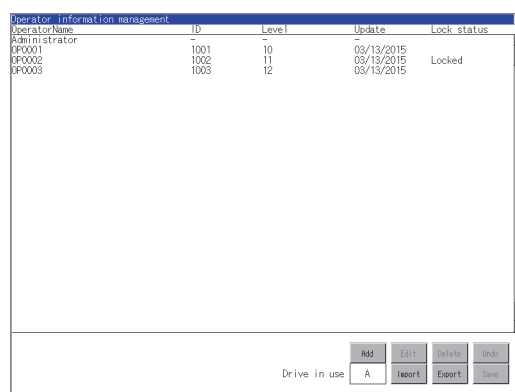 Operator information management
OperatorName ID Level Update Lock status
Administrator - - -
OP0001 1001 10 03/13/2015
OP0002 1002 11 03/13/2015 Locked
OP0003 1003 12 03/13/2015
Add Edit Delete Undo
Drive in use A Import Export Save